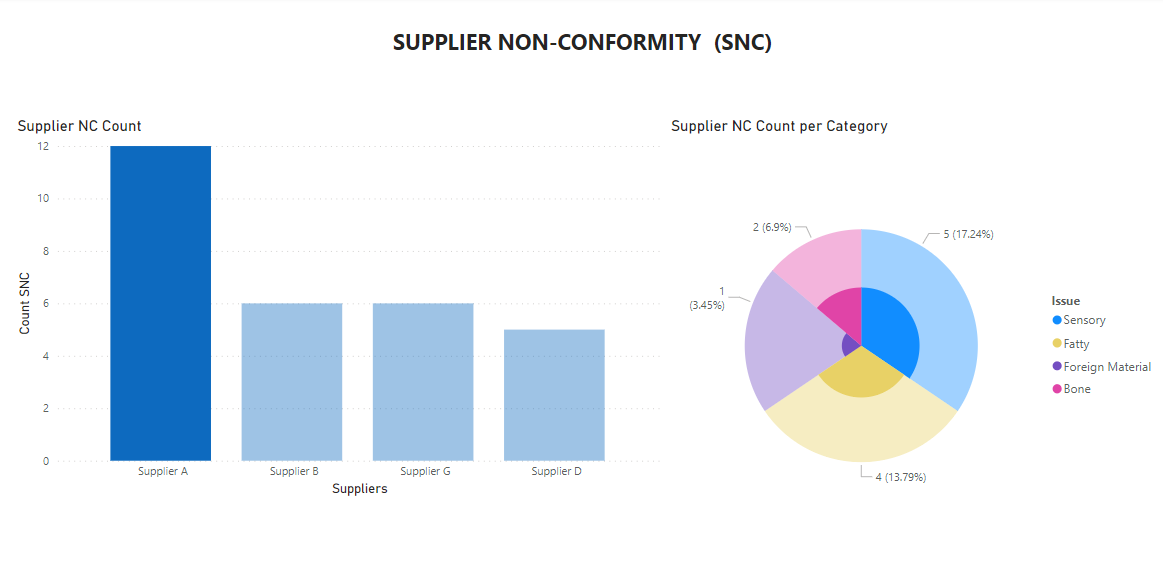 SUPPLIER NON-CONFORMITY (SNC)
Supplier NC Count
12
10
8
6
4
2
0
Count SNC
Supplier A
Supplier B
Supplier G
Supplier D
Suppliers
Supplier NC Count per Category
2 (6.9%)
5 (17.24%)
1
(3.45%)
4 (13.79%)
Issue
Sensory
Fatty
Foreign Material
Bone